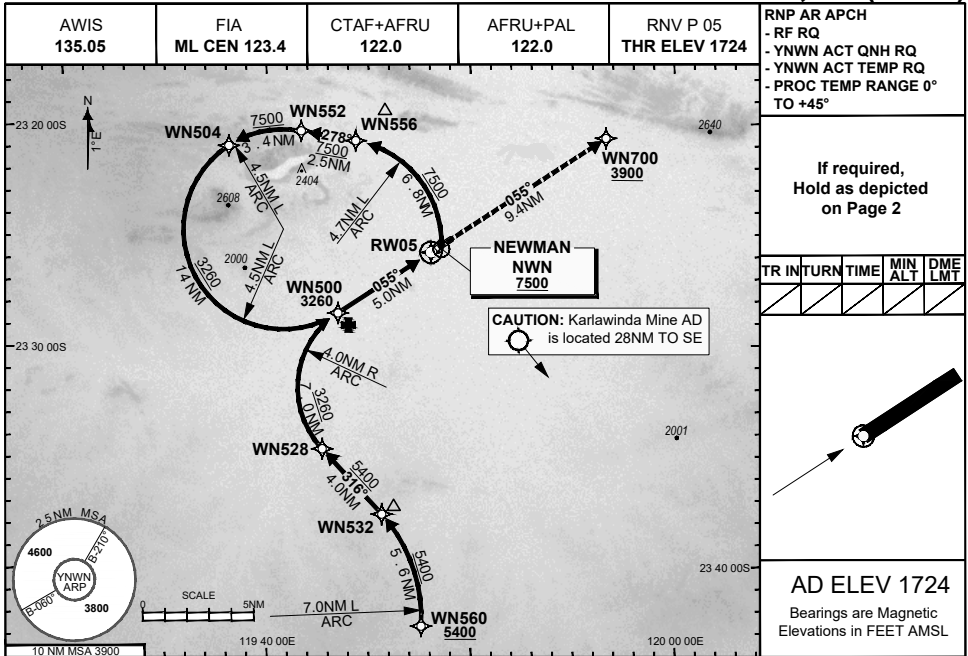 AWIS
135.05
FIA
ML CEN 123.4
CTAF+AFRU
122.0
AFRU+PAL
122.0
RNV P 05
THR ELEV 1724
RNP AR APCH
- RF RQ
- YNWN ACT QNH RQ
- YNWN ACT TEMP RQ
- PROC TEMP RANGE 0°
TO +45°
If required,
Hold as depicted
on Page 2
TR IN
TURN
TIME
MIN
ALT
DME
LMT
N
1°E
23 20 00S
WN504
7500
3.4NM
WN552
278°
7500
2.5NM
WN556
2404
2608
2000
4.5NM L
ARC
4.5NM L
ARC
3260
14 NM
4.7NM L
ARC
7500
6.8NM
055°
9.4NM
WN700
3900
2640
RW05
NEWMAN
NWN
7500
WN500
3260
055°
5.0NM
CAUTION: Karlawinda Mine AD
is located 28NM TO SE
23 30 00S
4.0NM R
ARC
3260
7.0NM
WN528
5400
316°
4.0NM
WN532
2001
5400
5.6NM
23 40 00S
7.0NM L
ARC
WN560
5400
25NM MSA
4600
B-210°
YNWN
ARP
B-060°
3800
10 NM MSA 3900
SCALE
0
5NM
119 40 00E
120 00 00E
AD ELEV 1724
Bearings are Magnetic
Elevations in FEET AMSL